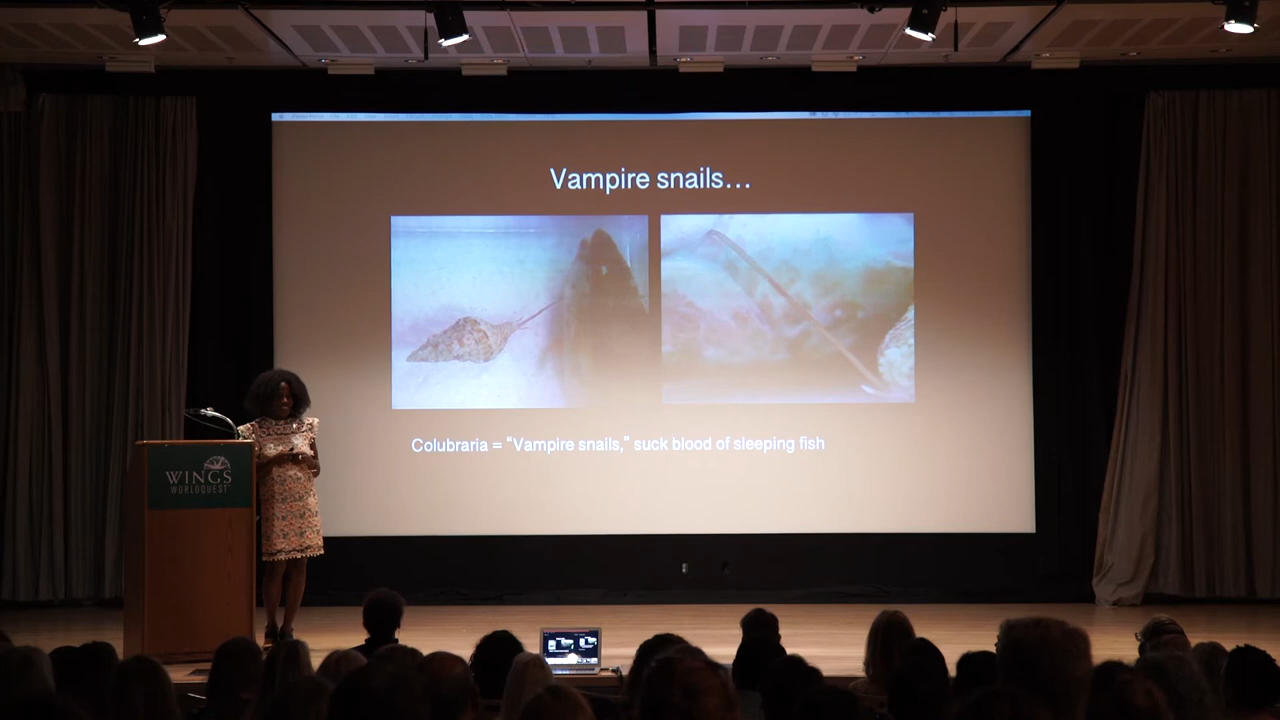 Vampire snails...
Colubraria = “Vampire snails,” suck blood of sleeping fish
WINGS
WORLDQUEST